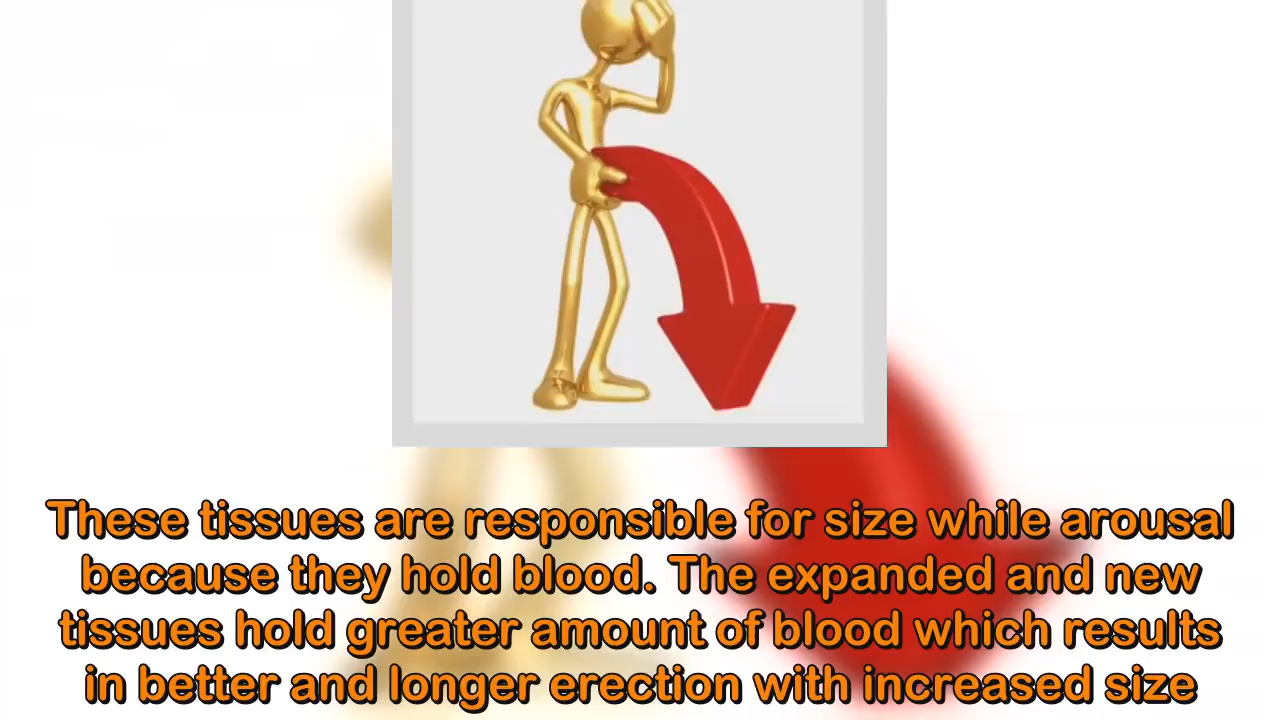 These tissues are responsible for size while arousal
because they hold blood. The expanded and new
tissues hold greater amount of blood which results
in better and longer erection with increased size